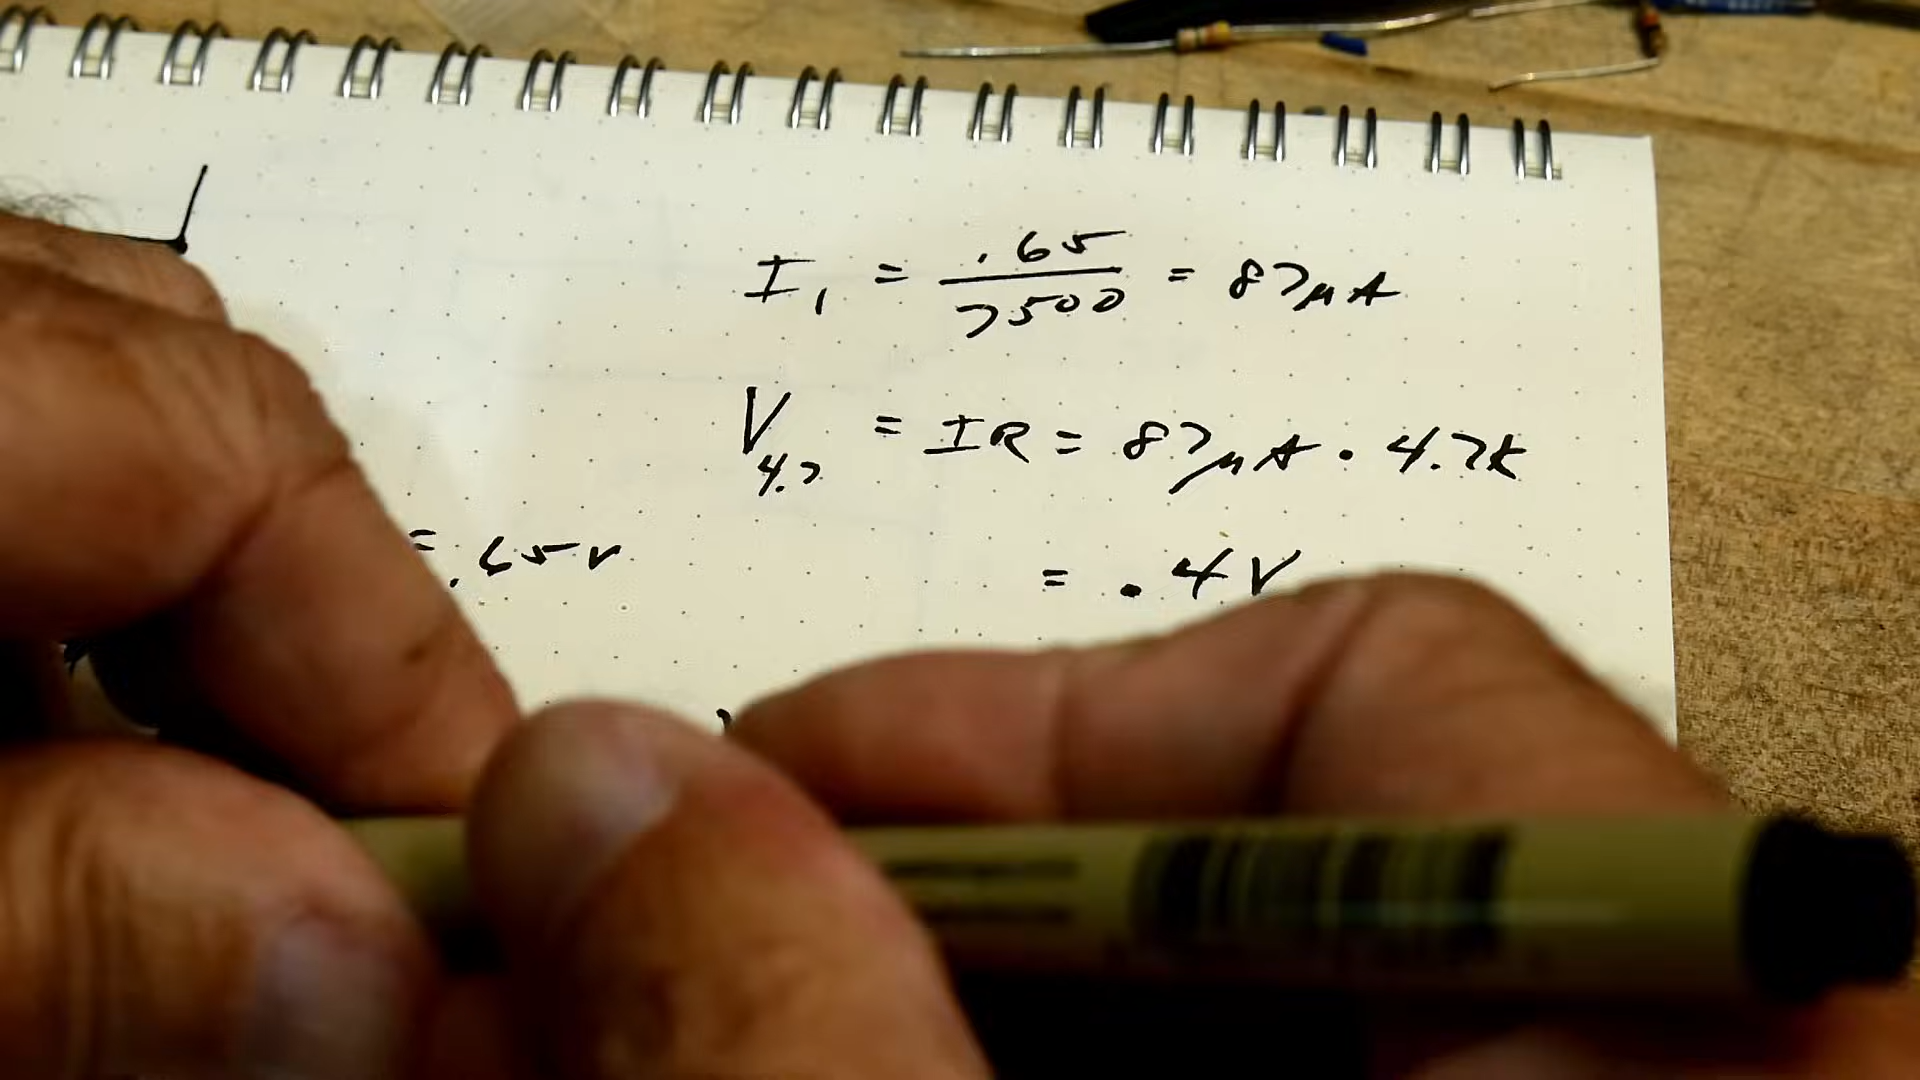 I₁ = .65 / 7500 = 87μA
V4.7 = IR = 87μA · 4.7k
= .65V
= .4V